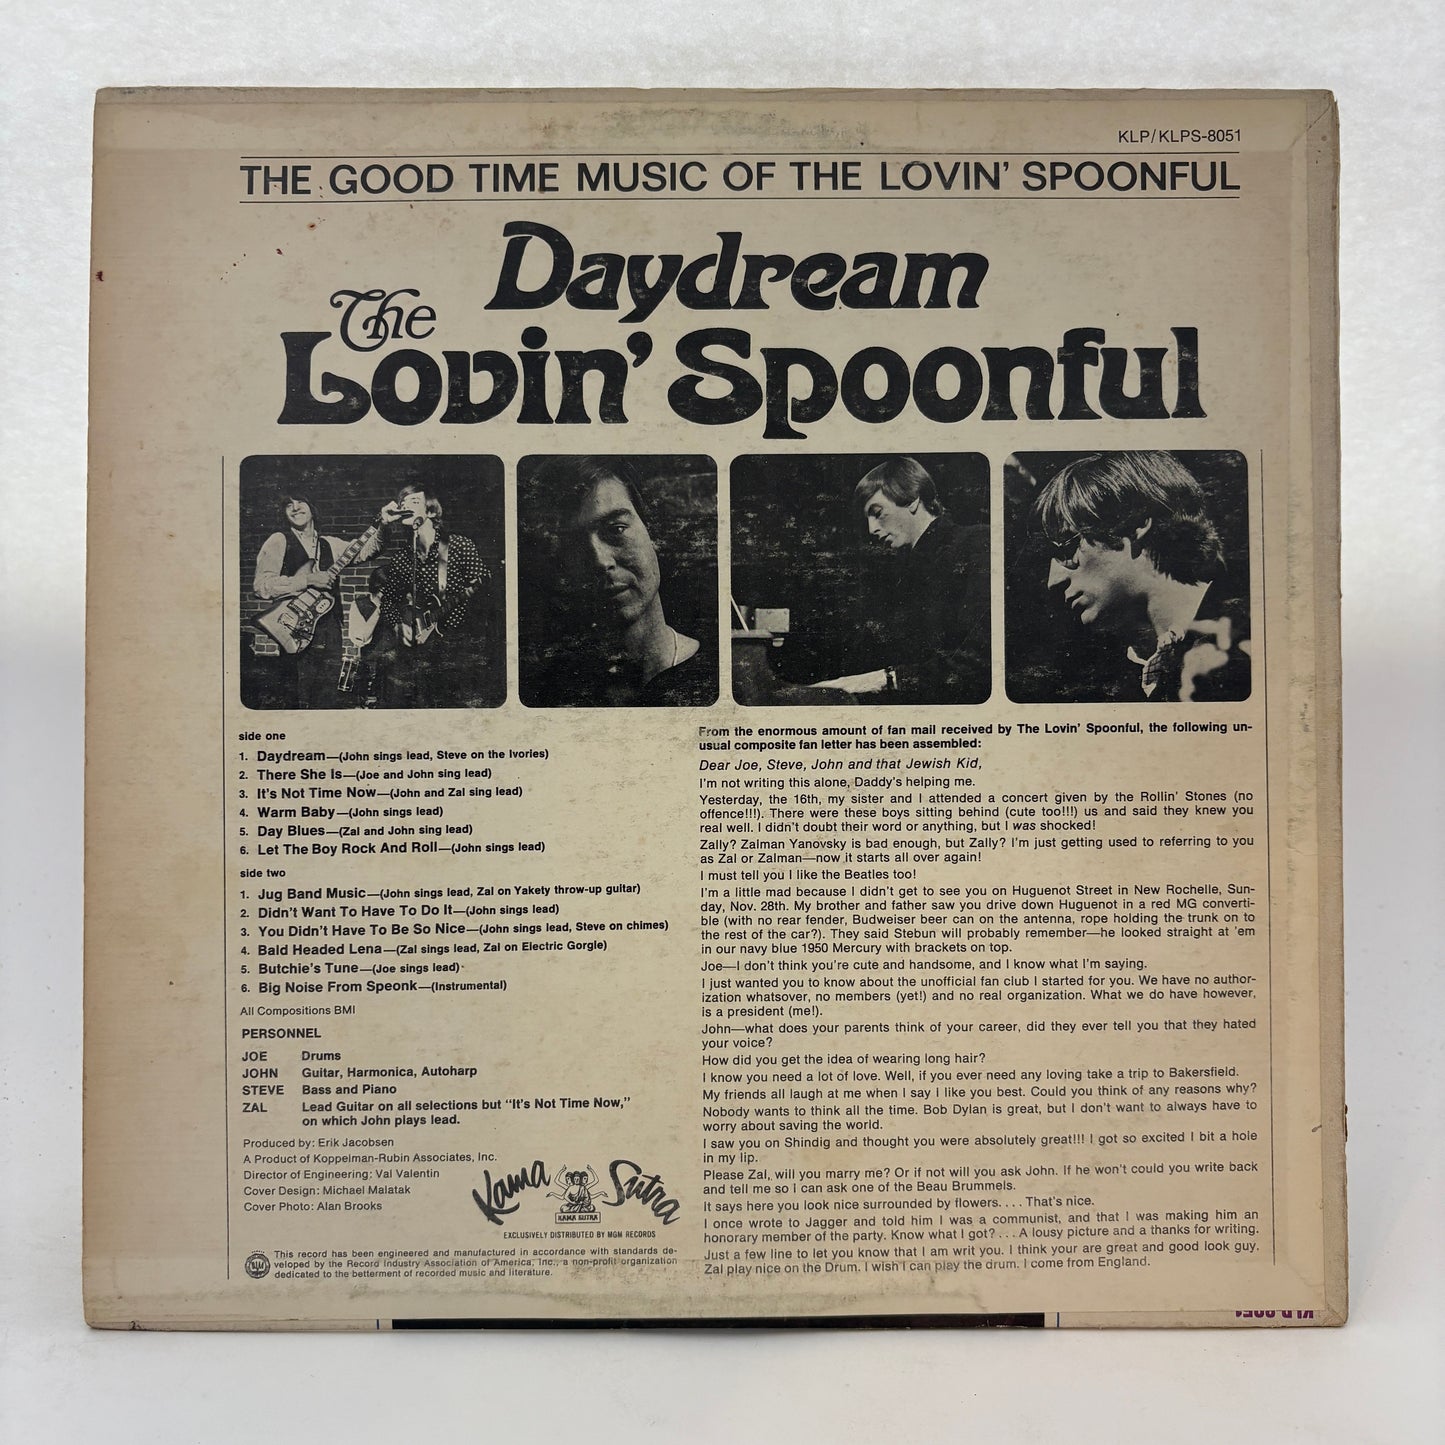 KLP/KLPS-8051
THE GOOD TIME MUSIC OF THE LOVIN' SPOONFUL
Daydream
The
Lovin' Spoonful
side one
1. Daydream—(John sings lead, Steve on the Ivories)
2. There She Is—(Joe and John sing lead)
3. It's Not Time Now—(John and Zal sing lead)
4. Warm Baby—(John sings lead)
5. Day Blues—(Zal and John sing lead)
6. Let The Boy Rock And Roll—(John sings lead)
side two
1. Jug Band Music—(John sings lead, Zal on Yakety throw-up guitar)
2. Didn't Want To Have To Do It—(John sings lead)
3. You Didn't Have To Be So Nice—(John sings lead, Steve on chimes)
4. Bald Headed Lena—(Zal sings lead, Zal on Electric Gorgle)
5. Butchie's Tune—(Joe sings lead)
6. Big Noise From Speonk—(Instrumental)
All Compositions BMI
PERSONNEL
JOE Drums
JOHN Guitar, Harmonica, Autoharp
STEVE Bass and Piano
ZAL Lead Guitar on all selections but "It's Not Time Now,"
on which John plays lead.
Produced by: Erik Jacobsen
A Product of Koppelman-Rubin Associates, Inc.
Director of Engineering: Val Valentin
Cover Design: Michael Malatak
Cover Photo: Alan Brooks
Kama Sutra
KAMA SUTRA
EXCLUSIVELY DISTRIBUTED BY MGM RECORDS
This record has been engineered and manufactured in accordance with standards de-
veloped by the Record Industry Association of America, Inc., a non-profit organization
dedicated to the betterment of recorded music and literature.
From the enormous amount of fan mail received by The Lovin' Spoonful, the following un-
usual composite fan letter has been assembled:
Dear Joe, Steve, John and that Jewish Kid,
I'm not writing this alone, Daddy's helping me.
Yesterday, the 16th, my sister and I attended a concert given by the Rollin' Stones (no
offence!!!). There were these boys sitting behind (cute too!!!) us and said they knew you
real well. I didn't doubt their word or anything, but I was shocked!
Zally? Zalman Yanovsky is bad enough, but Zally? I'm just getting used to referring to you
as Zal or Zalman—now it starts all over again!
I must tell you I like the Beatles too!
I'm a little mad because I didn't get to see you on Huguenot Street in New Rochelle, Sun-
day, Nov. 28th. My brother and father saw you drive down Huguenot in a red MG converti-
ble (with no rear fender, Budweiser beer can on the antenna, rope holding the trunk on to
the rest of the car?). They said Stebun will probably remember—he looked straight at 'em
in our navy blue 1950 Mercury with brackets on top.
Joe—I don't think you're cute and handsome, and I know what I'm saying.
I just wanted you to know about the unofficial fan club I started for you. We have no author-
ization whatsover, no members (yet!) and no real organization. What we do have however,
is a president (me!).
John—what does your parents think of your career, did they ever tell you that they hated
your voice?
How did you get the idea of wearing long hair?
I know you need a lot of love. Well, if you ever need any loving take a trip to Bakersfield.
My friends all laugh at me when I say I like you best. Could you think of any reasons why?
Nobody wants to think all the time. Bob Dylan is great, but I don't want to always have to
worry about saving the world.
I saw you on Shindig and thought you were absolutely great!!! I got so excited I bit a hole
in my lip.
Please Zal, will you marry me? Or if not will you ask John. If he won't could you write back
and tell me so I can ask one of the Beau Brummels.
It says here you look nice surrounded by flowers. . . . That's nice.
I once wrote to Jagger and told him I was a communist, and that I was making him an
honorary member of the party. Know what I got? . . . A lousy picture and a thanks for writing.
Just a few line to let you know that I am writ you. I think your are great and good look guy.
Zal play nice on the Drum. I wish I can play the drum. I come from England.
KLP-8051